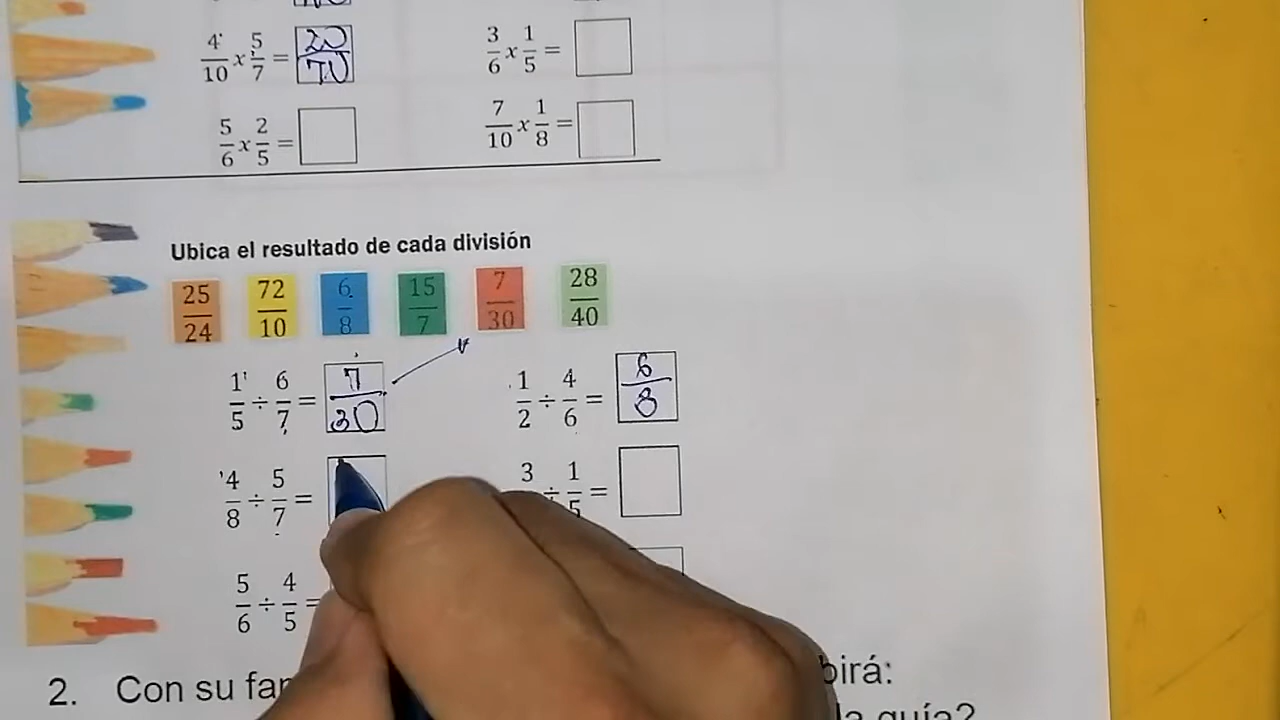 4/10 x 5/7 = 20/70
3/6 x 1/5 =
5/6 x 2/5 =
7/10 x 1/8 =
Ubica el resultado de cada división
25/24 72/10 6/8 15/7 7/30 28/40
1/5 ÷ 6/7 = 7/30
1/2 ÷ 4/6 = 6/8
4/8 ÷ 5/7 =
3 ÷ 1/5 =
5/6 ÷ 4/5 =
2. Con su birá:
la guía?